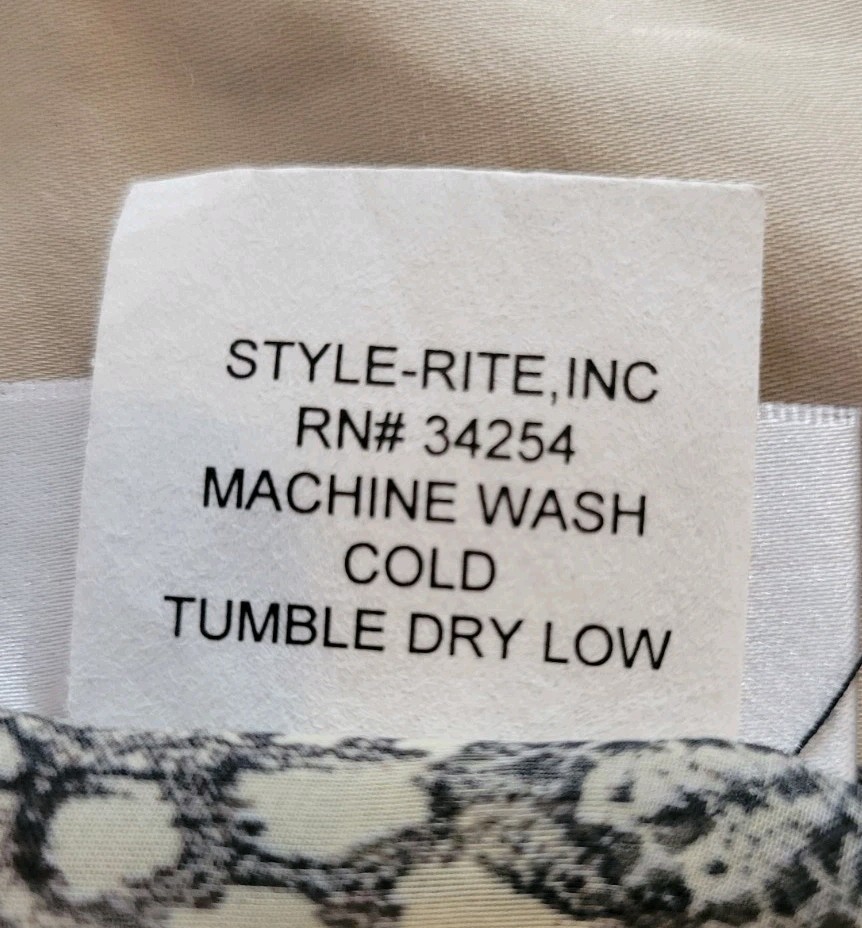 STYLE-RITE,INC
RN# 34254
MACHINE WASH
COLD
TUMBLE DRY LOW